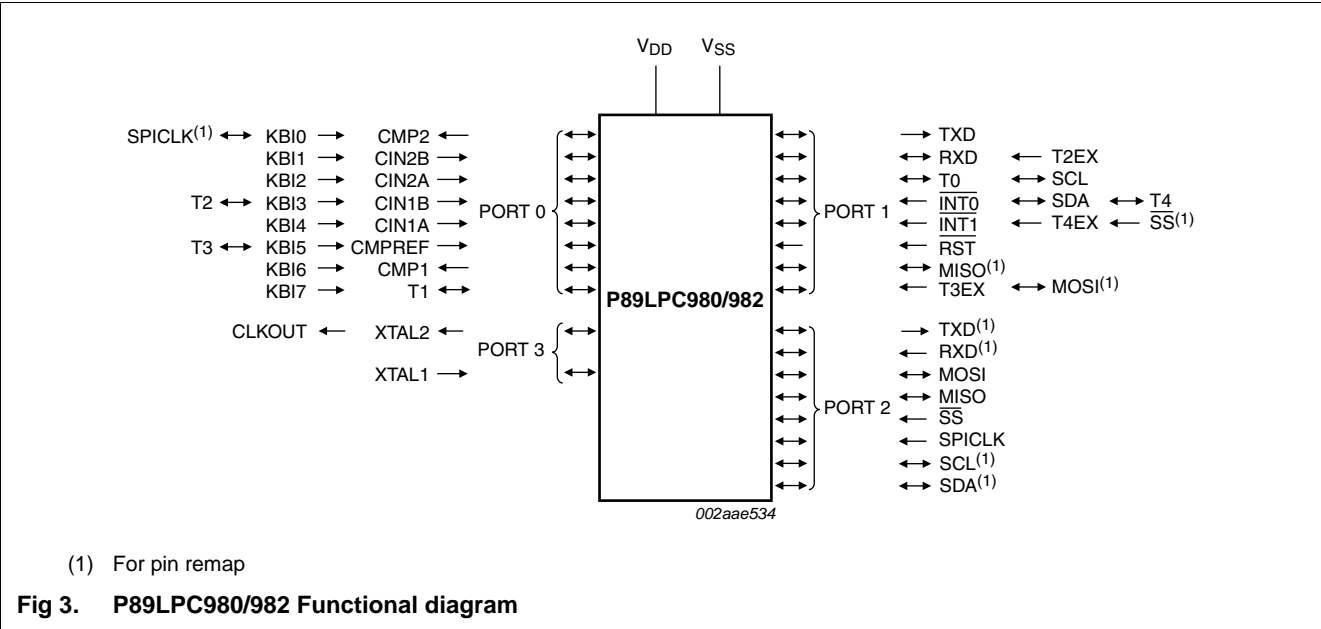 VDD VSS
SPICLK(1) KBI0 CMP2 TXD
KBI1 CIN2B RXD T2EX
KBI2 CIN2A T0 SCL
T2 KBI3 CIN1B INT0 SDA T4
PORT 0 PORT 1
KBI4 CIN1A INT1 T4EX SS(1)
T3 KBI5 CMPREF RST
KBI6 CMP1 MISO(1)
KBI7 T1 T3EX MOSI(1)
P89LPC980/982
CLKOUT XTAL2 TXD(1)
PORT 3 RXD(1)
XTAL1 MOSI
MISO
PORT 2
SS
SPICLK
SCL(1)
SDA(1)
002aae534
(1) For pin remap
Fig 3. P89LPC980/982 Functional diagram